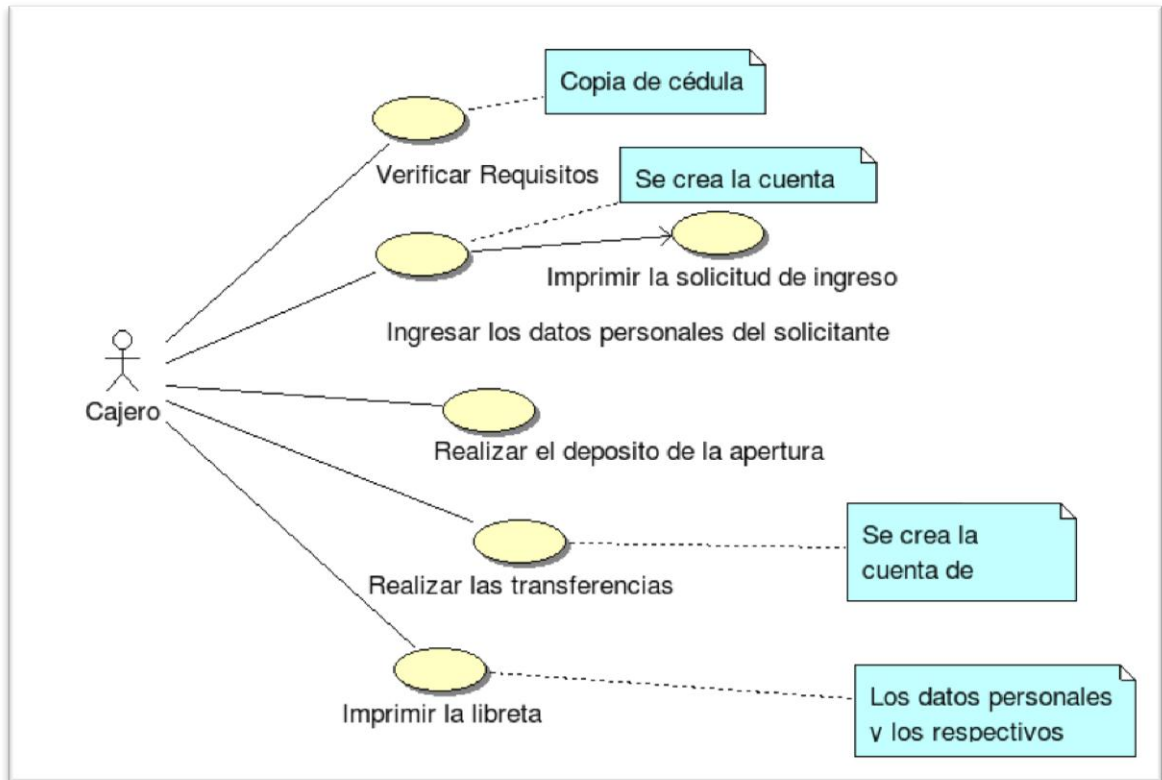 Copia de cédula
Verificar Requisitos
Se crea la cuenta
Imprimir la solicitud de ingreso
Ingresar los datos personales del solicitante
Cajero
Realizar el deposito de la apertura
Se crea la
cuenta de
Realizar las transferencias
Los datos personales
y los respectivos
Imprimir la libreta